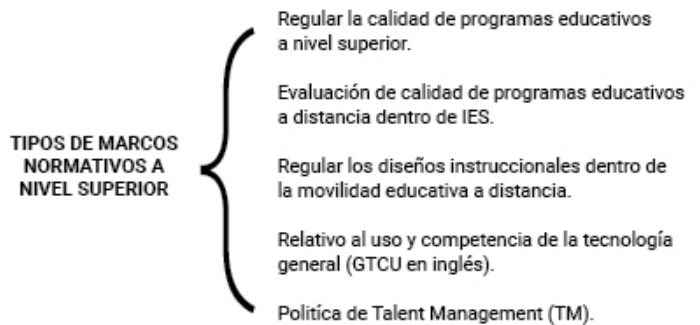 TIPOS DE MARCOS
NORMATIVOS A
NIVEL SUPERIOR
Regular la calidad de programas educativos
a nivel superior.
Evaluación de calidad de programas educativos
a distancia dentro de IES.
Regular los diseños instruccionales dentro de
la movilidad educativa a distancia.
Relativo al uso y competencia de la tecnología
general (GTCU en inglés).
Politíca de Talent Management (TM).